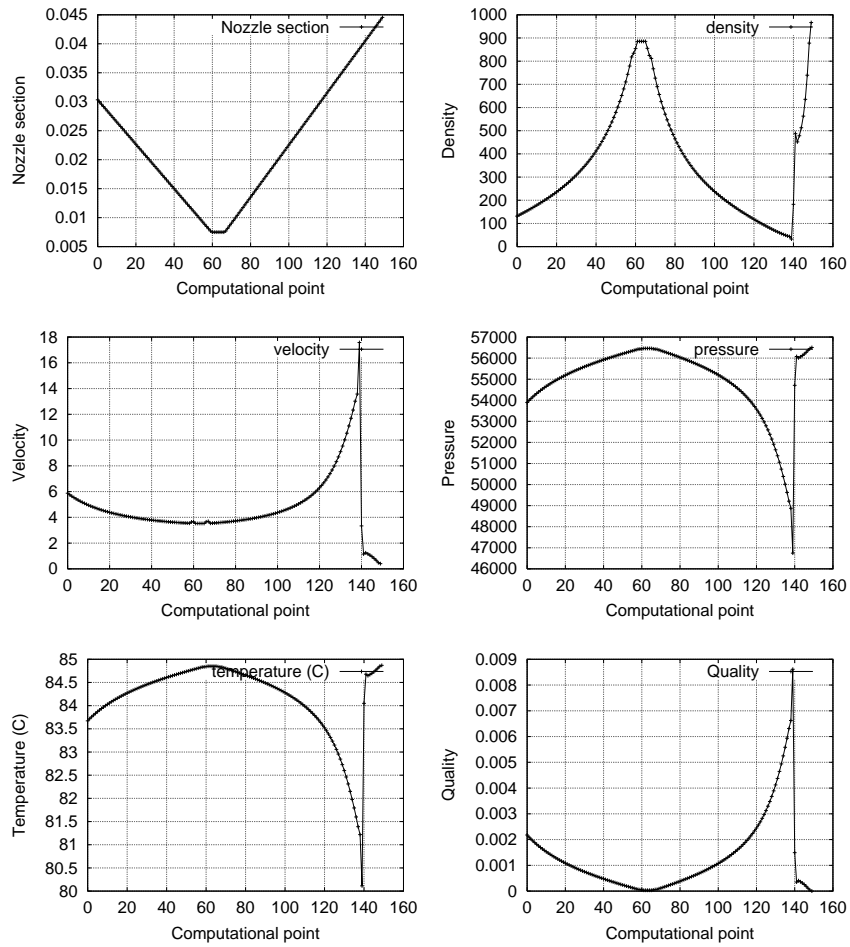 Nozzle section
0.045
0.04
0.035
0.03
0.025
0.02
0.015
0.01
0.005
0 20 40 60 80 100 120 140 160
Computational point
Nozzle section
Density
1000
900
800
700
600
500
400
300
200
100
0
0 20 40 60 80 100 120 140 160
Computational point
density
Velocity
18
16
14
12
10
8
6
4
2
0
0 20 40 60 80 100 120 140 160
Computational point
velocity
Pressure
57000
56000
55000
54000
53000
52000
51000
50000
49000
48000
47000
46000
0 20 40 60 80 100 120 140 160
Computational point
pressure
Temperature (C)
85
84.5
84
83.5
83
82.5
82
81.5
81
80.5
80
0 20 40 60 80 100 120 140 160
Computational point
temperature (C)
Quality
0.009
0.008
0.007
0.006
0.005
0.004
0.003
0.002
0.001
0
0 20 40 60 80 100 120 140 160
Computational point
Quality